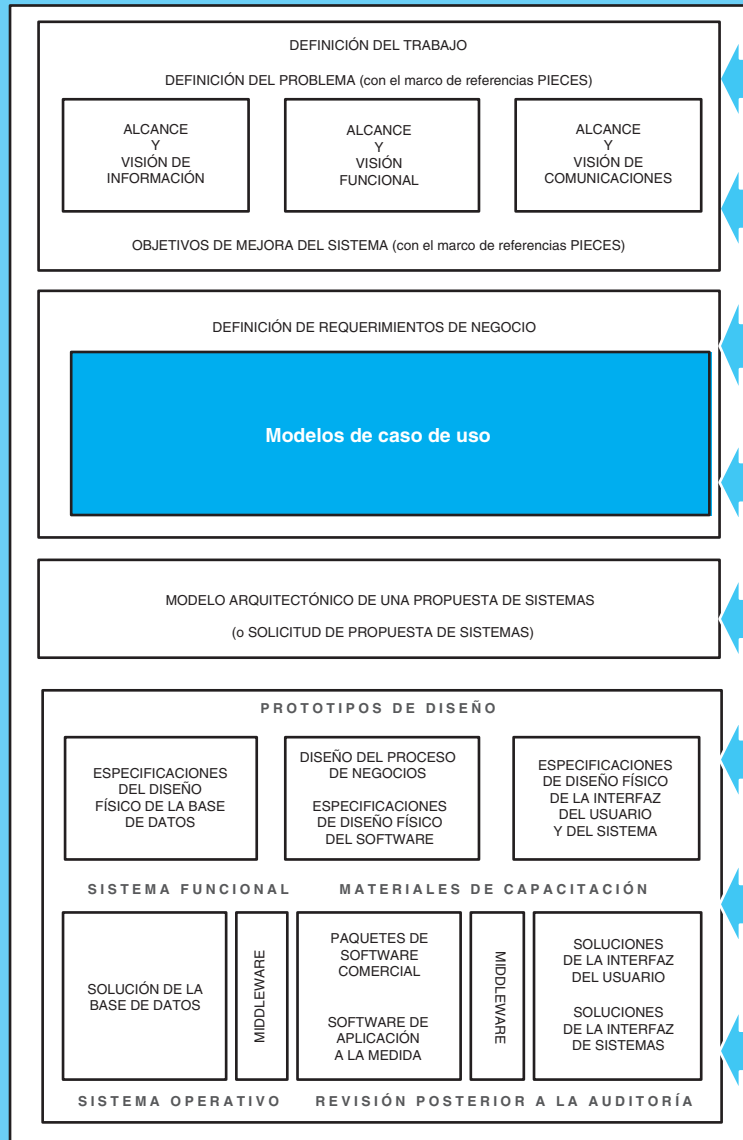 DEFINICIÓN DEL TRABAJO
DEFINICIÓN DEL PROBLEMA (con el marco de referencias PIECES)
ALCANCE
Y
VISIÓN DE
INFORMACIÓN
ALCANCE
Y
VISIÓN
FUNCIONAL
ALCANCE
Y
VISIÓN DE
COMUNICACIONES
OBJETIVOS DE MEJORA DEL SISTEMA (con el marco de referencias PIECES)
DEFINICIÓN DE REQUERIMIENTOS DE NEGOCIO
Modelos de caso de uso
MODELO ARQUITECTÓNICO DE UNA PROPUESTA DE SISTEMAS
(o SOLICITUD DE PROPUESTA DE SISTEMAS)
PROTOTIPOS DE DISEÑO
ESPECIFICACIONES
DEL DISEÑO
FÍSICO DE LA BASE
DE DATOS
DISEÑO DEL PROCESO
DE NEGOCIOS
ESPECIFICACIONES
DE DISEÑO FÍSICO
DEL SOFTWARE
ESPECIFICACIONES
DE DISEÑO FÍSICO
DE LA INTERFAZ
DEL USUARIO
Y DEL SISTEMA
SISTEMA FUNCIONAL MATERIALES DE CAPACITACIÓN
SOLUCIÓN DE LA
BASE DE DATOS
MIDDLEWARE
PAQUETES DE
SOFTWARE
COMERCIAL
SOFTWARE DE
APLICACIÓN
A LA MEDIDA
MIDDLEWARE
SOLUCIONES
DE LA INTERFAZ
DEL USUARIO
SOLUCIONES
DE LA INTERFAZ
DE SISTEMAS
SISTEMA OPERATIVO REVISIÓN POSTERIOR A LA AUDITORÍA